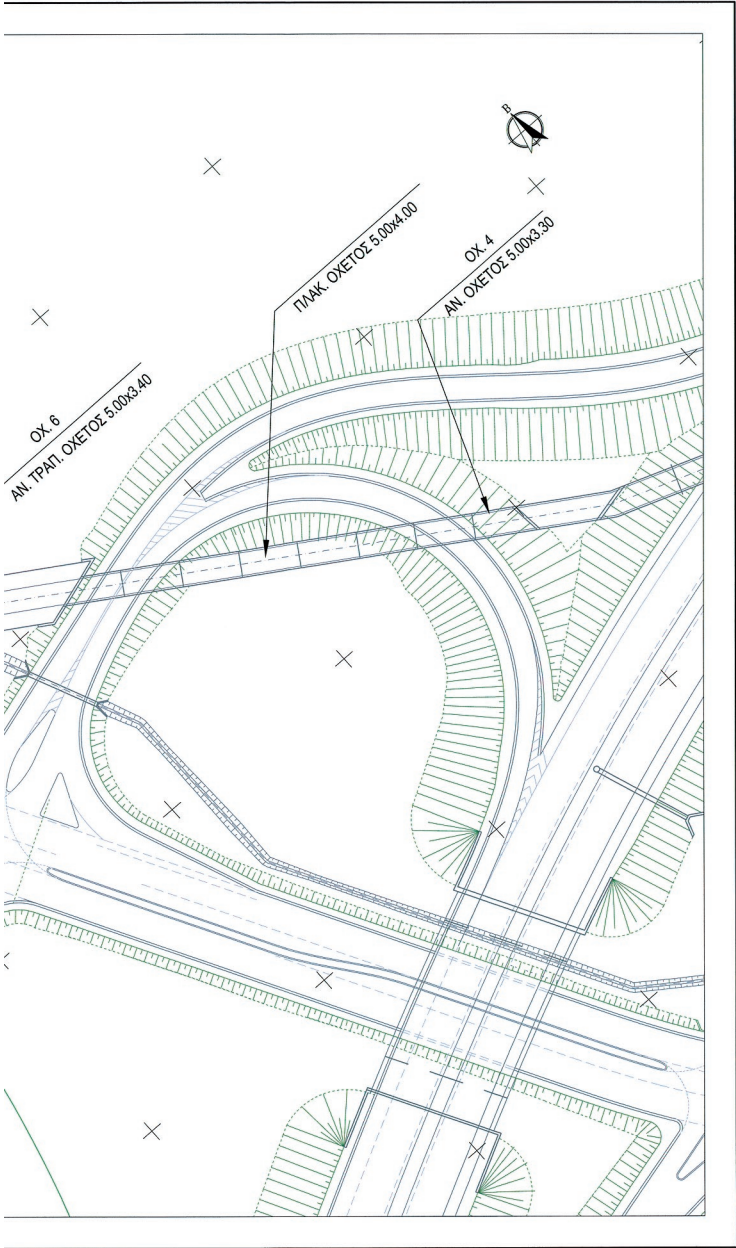 Β
ΠΛΑΚ. ΟΧΕΤΟΣ 5.00x4.00
ΟΧ. 4
ΑΝ. ΟΧΕΤΟΣ 5.00x3.30
ΟΧ. 6
ΑΝ. ΤΡΑΠ. ΟΧΕΤΟΣ 5.00x3.40